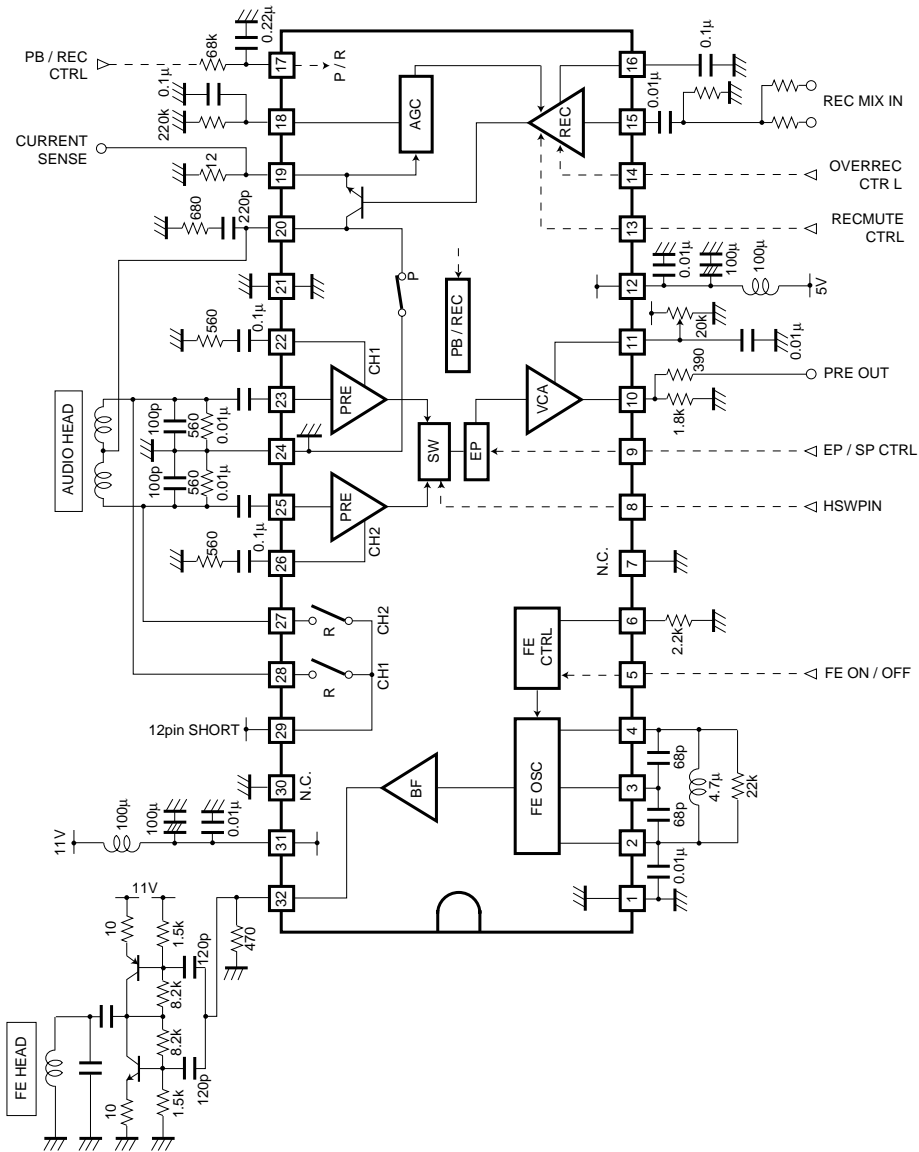 PB / REC
CTRL
68k
0.22µ
17
P / R
0.1µ
220k
18
CURRENT
SENSE
12
19
680
220p
20
21
560
0.1µ
22
CH1
AUDIO HEAD
23
100p
560
0.01µ
24
100p
560
0.01µ
25
560
0.1µ
26
CH2
27
R
CH2
28
R
CH1
12pin SHORT
29
30
N.C.
11V
100µ
100µ
0.01µ
31
32
AGC
REC
P
PB / REC
PRE
PRE
SW
EP
VCA
FE
CTRL
FE OSC
BF
16
0.1µ
0.01µ
15
REC MIX IN
14
OVERREC
CTR L
13
RECMUTE
CTRL
12
0.01µ
100µ
100µ
5V
11
20k
0.01µ
10
390
1.8k
PRE OUT
9
EP / SP CTRL
8
HSWPIN
N.C.
7
6
2.2k
5
FE ON / OFF
4
68p
3
68p
4.7µ
22k
2
0.01µ
1
470
11V
10
1.5k
120p
8.2k
8.2k
FE HEAD
10
1.5k
120p